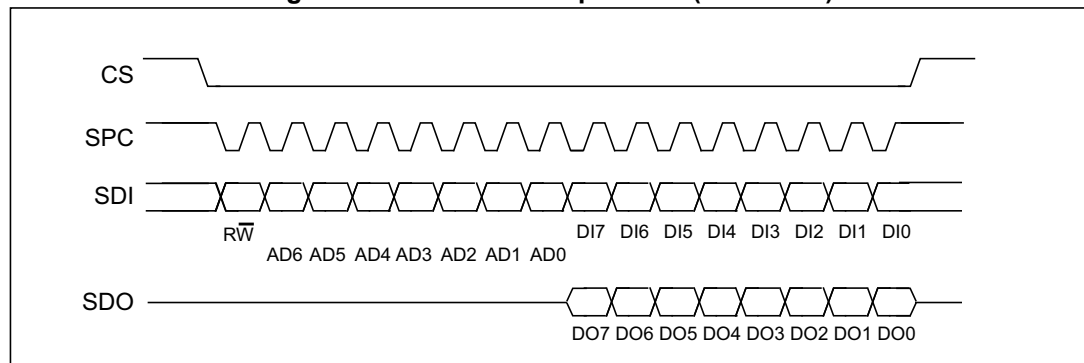 CS
SPC
SDI
RW̅
DI7 DI6 DI5 DI4 DI3 DI2 DI1 DI0
AD6 AD5 AD4 AD3 AD2 AD1 AD0
SDO
DO7 DO6 DO5 DO4 DO3 DO2 DO1 DO0